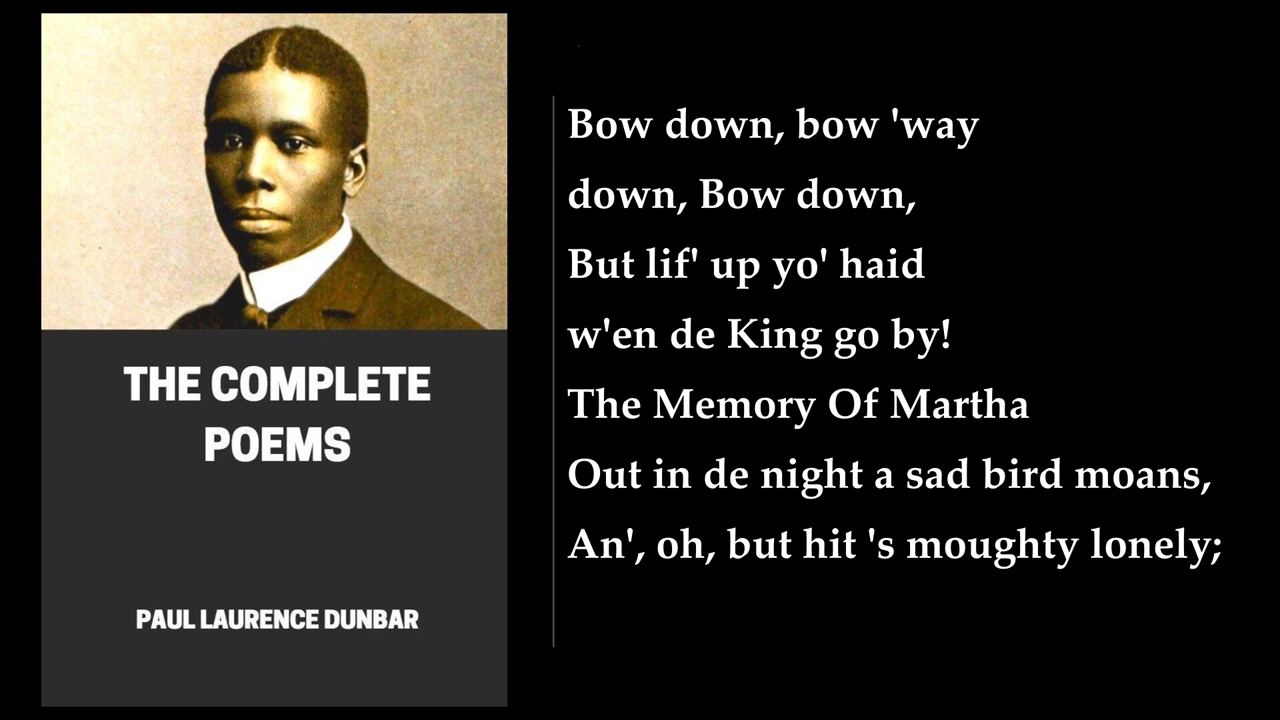 THE COMPLETE
POEMS
PAUL LAURENCE DUNBAR
Bow down, bow 'way
down, Bow down,
But lif' up yo' haid
w'en de King go by!
The Memory Of Martha
Out in de night a sad bird moans,
An', oh, but hit 's moughty lonely;